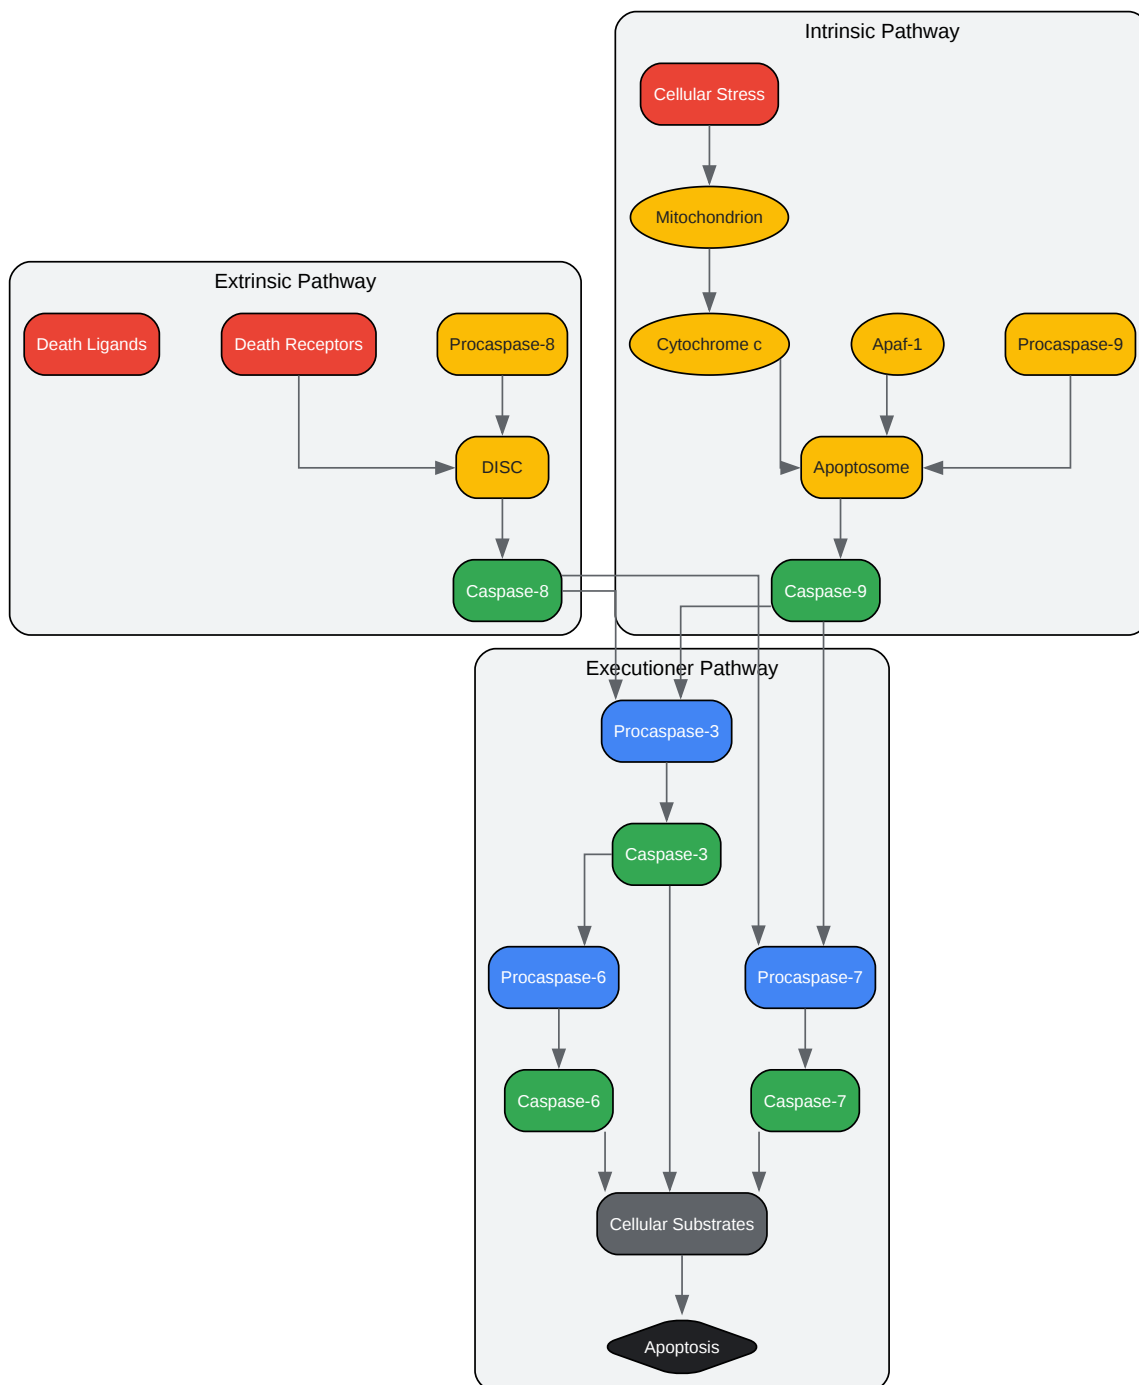 Intrinsic Pathway
Cellular Stress
Mitochondrion
Extrinsic Pathway
Death Ligands
Death Receptors
Procaspase-8
Cytochrome c
Apaf-1
Procaspase-9
DISC
Apoptosome
Caspase-8
Caspase-9
Executioner Pathway
Procaspase-3
Caspase-3
Procaspase-6
Procaspase-7
Caspase-6
Caspase-7
Cellular Substrates
Apoptosis